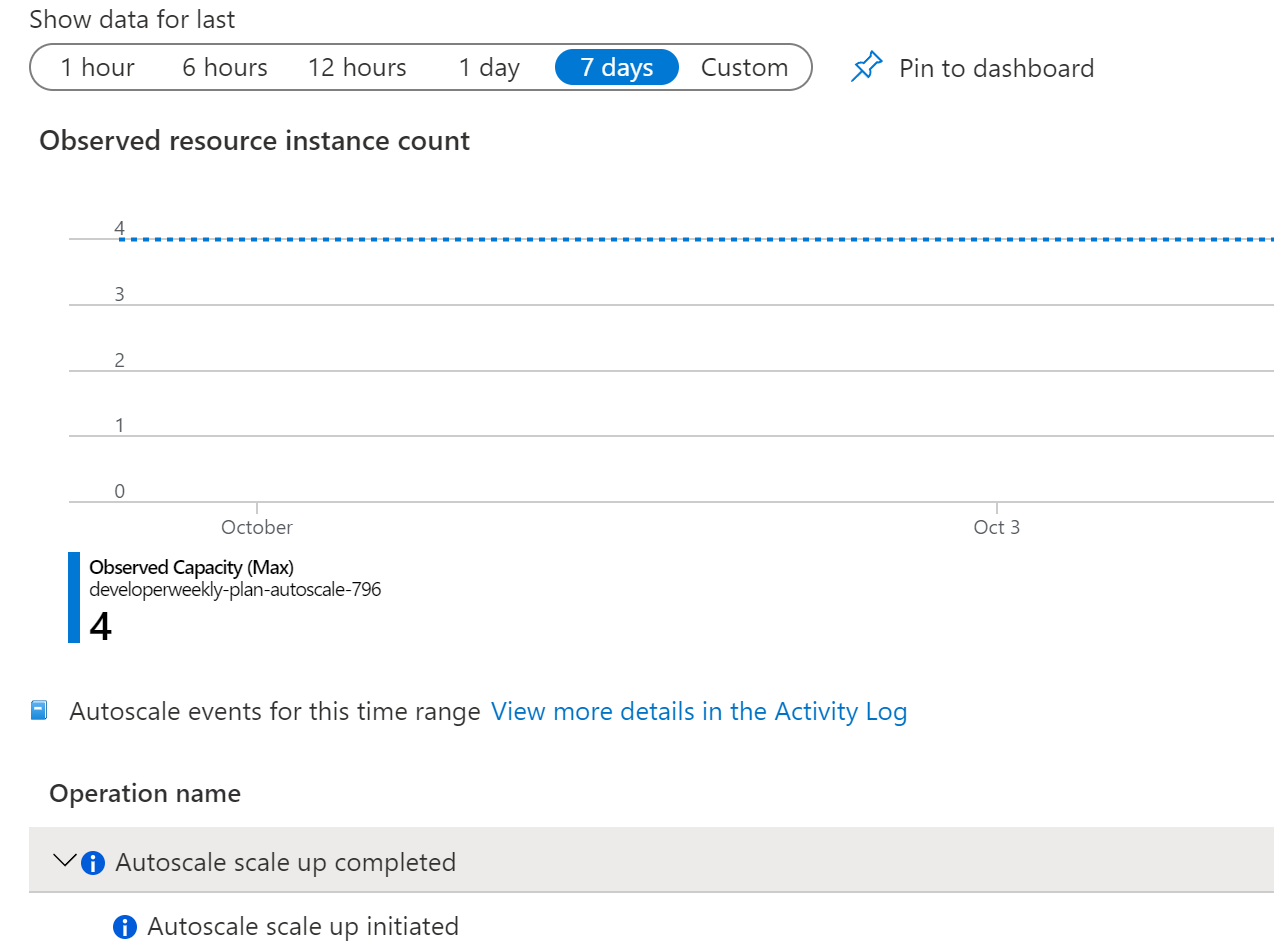 Show data for last
1 hour 6 hours 12 hours 1 day 7 days Custom Pin to dashboard
Observed resource instance count
4
3
2
1
0
October Oct 3
Observed Capacity (Max)
developerweekly-plan-autoscale-796
4
Autoscale events for this time range View more details in the Activity Log
Operation name
Autoscale scale up completed
Autoscale scale up initiated